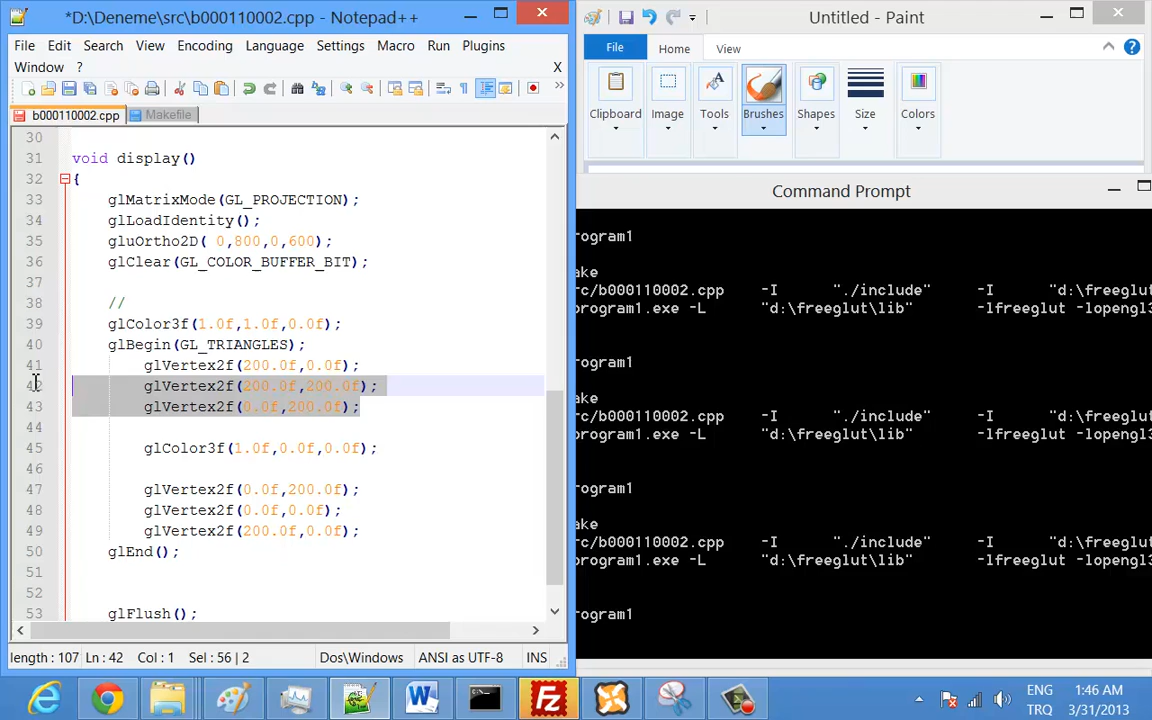 *D:\Deneme\src\b000110002.cpp - Notepad++
File Edit Search View Encoding Language Settings Macro Run Plugins
Window ? X
b000110002.cpp Makefile
30
31 void display()
32 {
33 glMatrixMode(GL_PROJECTION);
34 glLoadIdentity();
35 gluOrtho2D( 0,800,0,600);
36 glClear(GL_COLOR_BUFFER_BIT);
37
38 //
39 glColor3f(1.0f,1.0f,0.0f);
40 glBegin(GL_TRIANGLES);
41 glVertex2f(200.0f,0.0f);
42 glVertex2f(200.0f,200.0f);
43 glVertex2f(0.0f,200.0f);
44
45 glColor3f(1.0f,0.0f,0.0f);
46
47 glVertex2f(0.0f,200.0f);
48 glVertex2f(0.0f,0.0f);
49 glVertex2f(200.0f,0.0f);
50 glEnd();
51
52
53 glFlush();
length : 107 Ln : 42 Col : 1 Sel : 56 | 2 Dos\Windows ANSI as UTF-8 INS
Untitled - Paint
File Home View
Clipboard Image Tools Brushes Shapes Size Colors
Command Prompt
rogram1
ake
rc/b000110002.cpp -I "./include" -I "d:\freeglut
rogram1.exe -L "d:\freeglut\lib" -lfreeglut -lopengl3
rogram1
ake
rc/b000110002.cpp -I "./include" -I "d:\freeglut
rogram1.exe -L "d:\freeglut\lib" -lfreeglut -lopengl3
rogram1
ake
rc/b000110002.cpp -I "./include" -I "d:\freeglut
rogram1.exe -L "d:\freeglut\lib" -lfreeglut -lopengl3
rogram1
ENG 1:46 AM
TRQ 3/31/2013